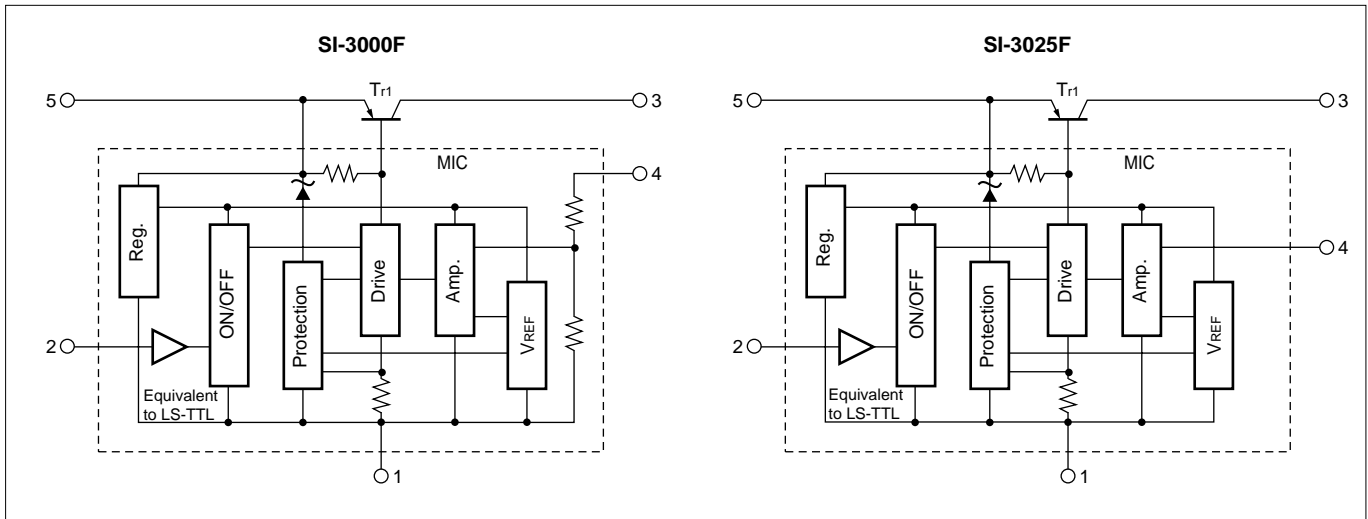 SI-3000F
5
Tr1
3
MIC
4
Reg.
ON/OFF
Protection
Drive
Amp.
VREF
2
Equivalent
to LS-TTL
1
SI-3025F
5
Tr1
3
MIC
4
Reg.
ON/OFF
Protection
Drive
Amp.
VREF
2
Equivalent
to LS-TTL
1